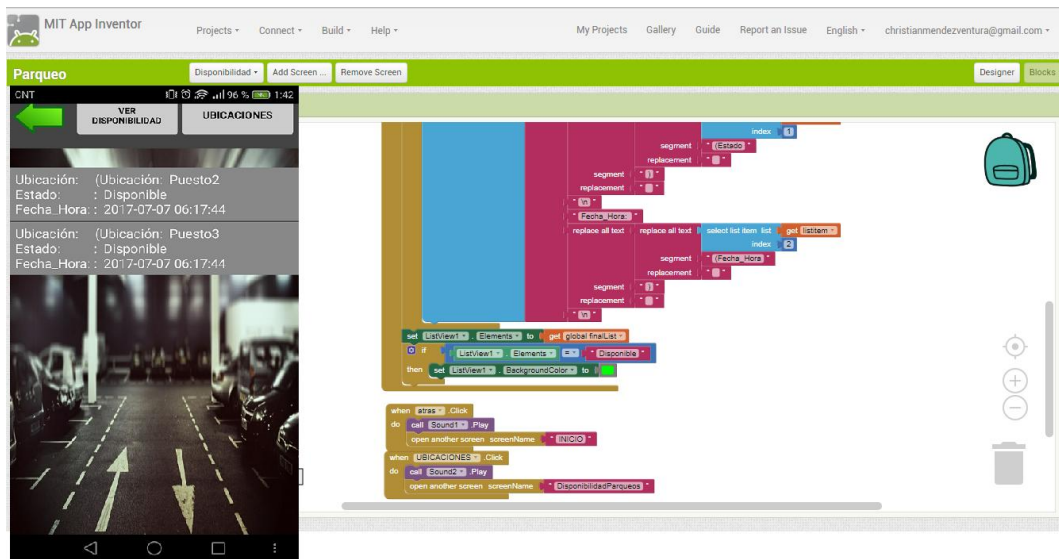 MIT App Inventor
Projects
Connect
Build
Help
My Projects
Gallery
Guide
Report an Issue
English
christianmendezventura@gmail.com
Parqueo
Disponibilidad
Add Screen ...
Remove Screen
Designer
Blocks
CNT
96 %
1:42
VER DISPONIBILIDAD
UBICACIONES
Ubicación: (Ubicación: Puesto2
Estado: : Disponible
Fecha_Hora: : 2017-07-07 06:17:44
Ubicación: (Ubicación: Puesto3
Estado: : Disponible
Fecha_Hora: : 2017-07-07 06:17:44
index 1
segment " (Estado "
replacement " "
segment " ) "
replacement " "
" \n "
" Fecha_Hora: "
replace all text replace all text select list item list get listitem
index 2
segment " (Fecha_Hora "
replacement " "
segment " ) "
replacement " "
" \n "
set ListView1 . Elements to get global finalList
if ListView1 . Elements = " Disponible "
then set ListView1 . BackgroundColor to
when atras .Click
do call Sound1 .Play
open another screen screenName " INICIO "
when UBICACIONES .Click
do call Sound2 .Play
open another screen screenName " DisponibilidadParqueos "